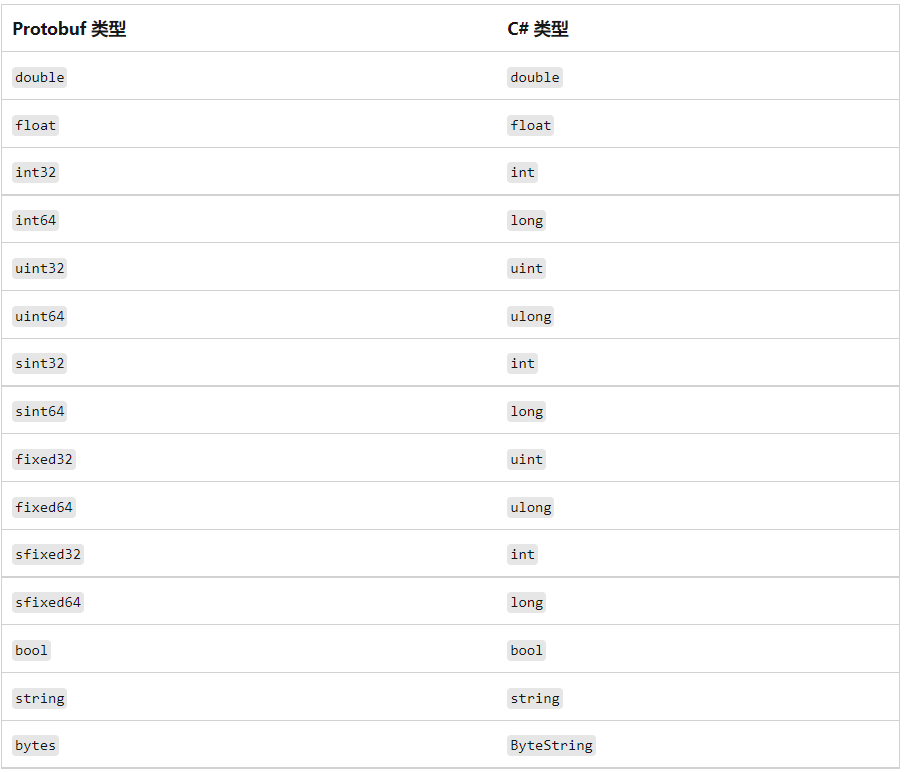 Protobuf 类型 C# 类型
double double
float float
int32 int
int64 long
uint32 uint
uint64 ulong
sint32 int
sint64 long
fixed32 uint
fixed64 ulong
sfixed32 int
sfixed64 long
bool bool
string string
bytes ByteString